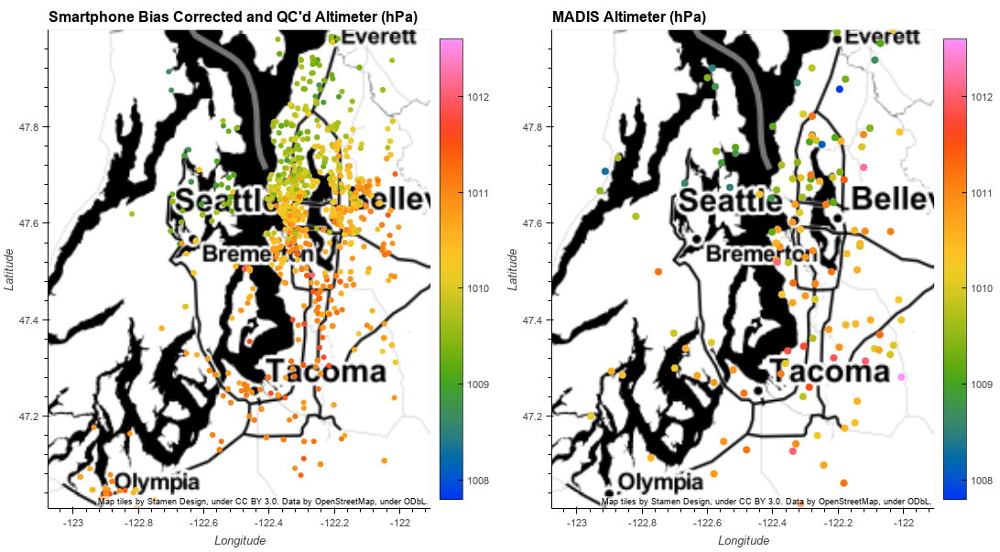 Smartphone Bias Corrected and QC'd Altimeter (hPa)
Everett
Seattle
Bremerton
Tacoma
Olympia
Map tiles by Stamen Design, under CC BY 3.0. Data by OpenStreetMap, under ODbL.
47.8
47.6
47.4
47.2
Latitude
-123
-122.8
-122.6
-122.4
-122.2
-122
Longitude
1012
1011
1010
1009
1008
MADIS Altimeter (hPa)
Everett
Seattle
Belle
Bremerton
Tacoma
Olympia
Map tiles by Stamen Design, under CC BY 3.0. Data by OpenStreetMap, under ODbL.
47.8
47.6
47.4
47.2
Latitude
-123
-122.8
-122.6
-122.4
-122.2
-122
Longitude
1012
1011
1010
1009
1008